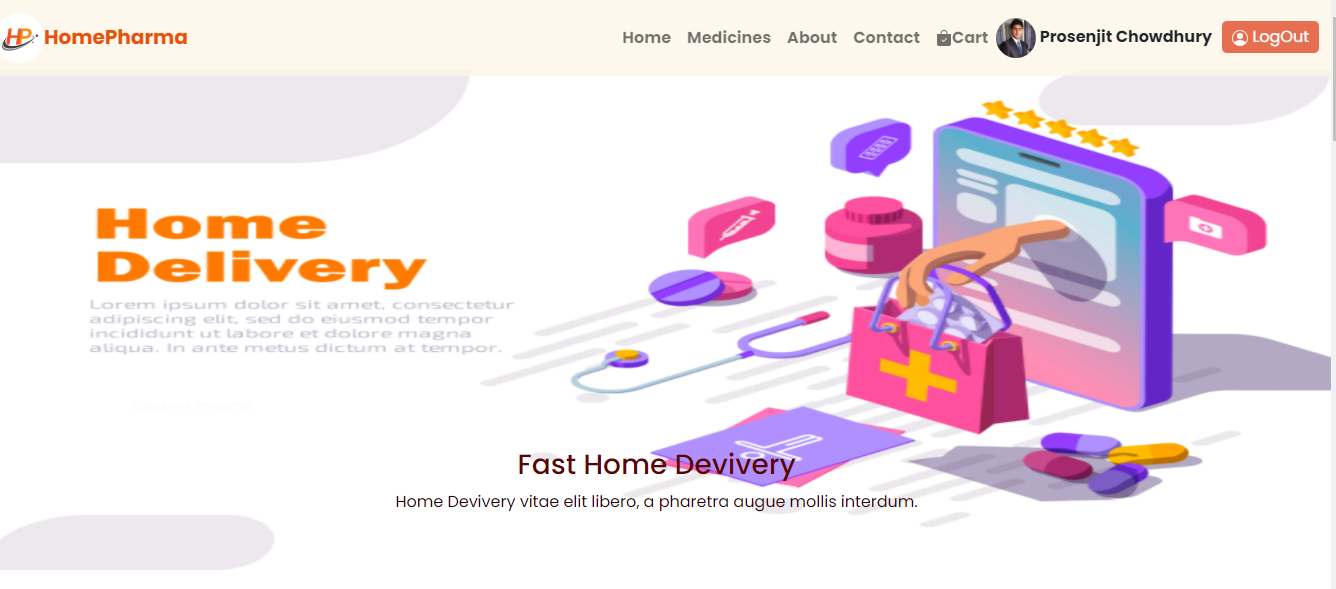 HP HomePharma
Home Medicines About Contact Cart Prosenjit Chowdhury LogOut
Home
Delivery
Lorem ipsum dolor sit amet, consectetur
adipiscing elit, sed do eiusmod tempor
incididunt ut labore et dolore magna
aliqua. In ante metus dictum at tempor.
Learn more
Fast Home Devivery
Home Devivery vitae elit libero, a pharetra augue mollis interdum.